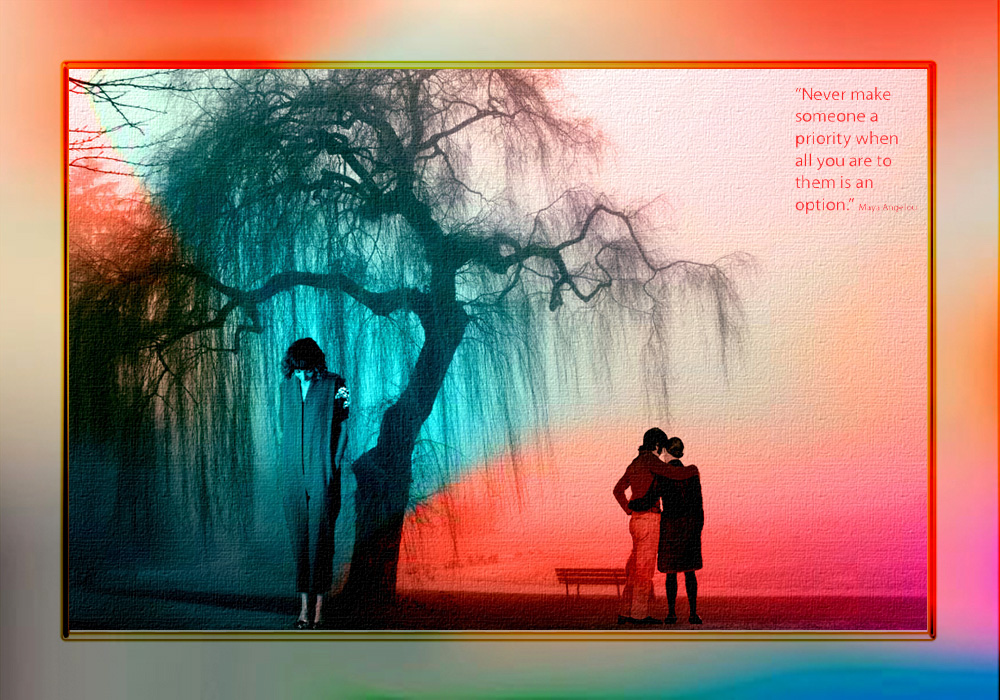 “Never make
someone a
priority when
all you are to
them is an
option.” Maya Angelou